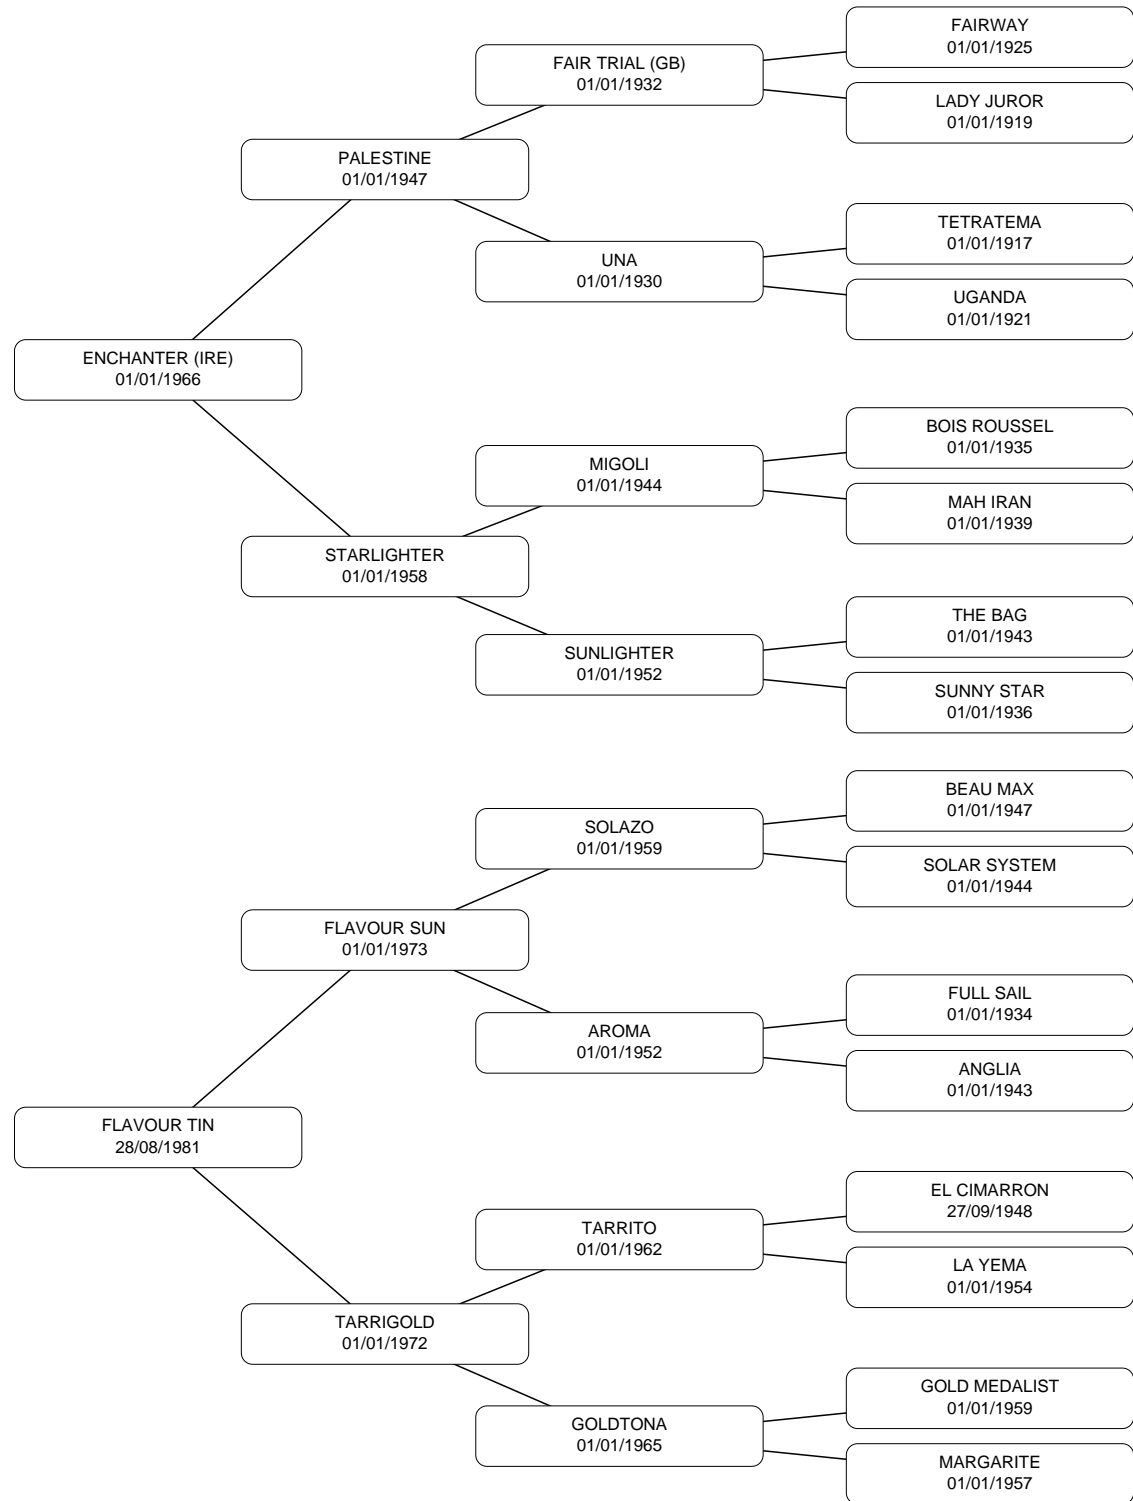 FAIRWAY
01/01/1925
FAIR TRIAL (GB)
01/01/1932
LADY JUROR
01/01/1919
PALESTINE
01/01/1947
TETRATEMA
01/01/1917
UNA
01/01/1930
UGANDA
01/01/1921
ENCHANTER (IRE)
01/01/1966
BOIS ROUSSEL
01/01/1935
MIGOLI
01/01/1944
MAH IRAN
01/01/1939
STARLIGHTER
01/01/1958
THE BAG
01/01/1943
SUNLIGHTER
01/01/1952
SUNNY STAR
01/01/1936
BEAU MAX
01/01/1947
SOLAZO
01/01/1959
SOLAR SYSTEM
01/01/1944
FLAVOUR SUN
01/01/1973
FULL SAIL
01/01/1934
AROMA
01/01/1952
ANGLIA
01/01/1943
FLAVOUR TIN
28/08/1981
EL CIMARRON
27/09/1948
TARRITO
01/01/1962
LA YEMA
01/01/1954
TARRIGOLD
01/01/1972
GOLD MEDALIST
01/01/1959
GOLDTONA
01/01/1965
MARGARITE
01/01/1957